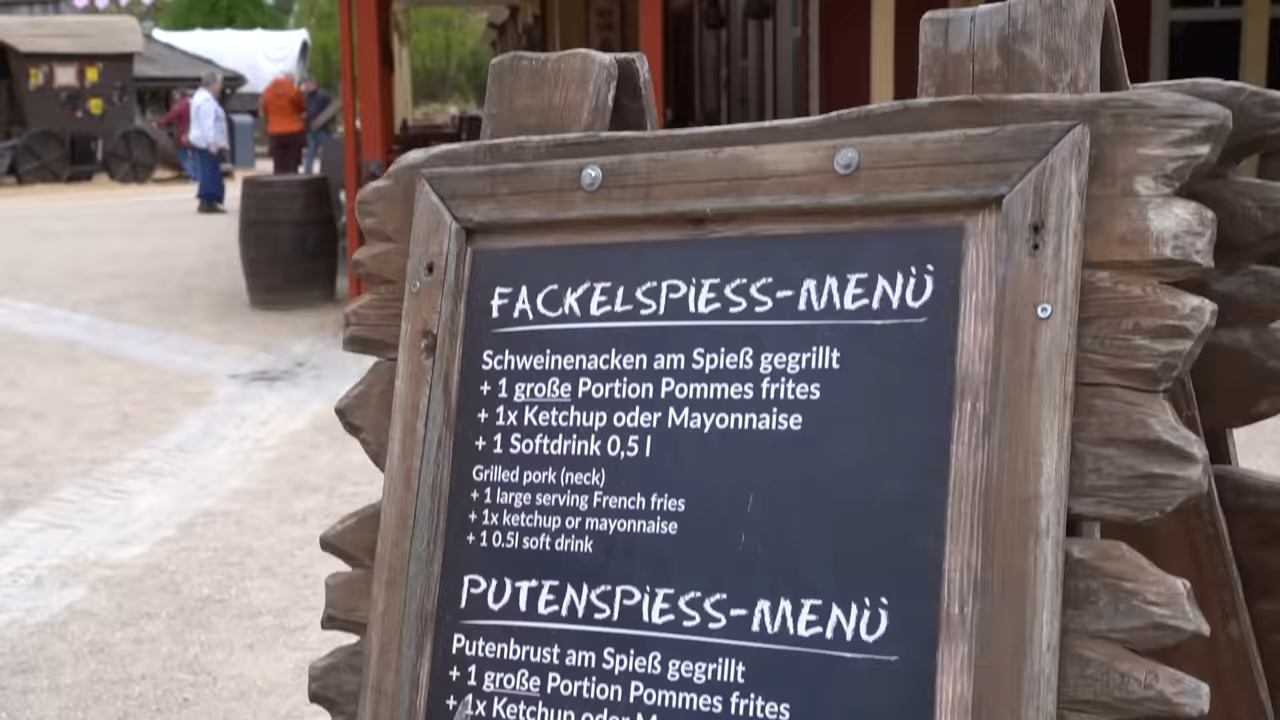 FACKELSPIESS-MENÜ
Schweinenacken am Spieß gegrillt
+ 1 große Portion Pommes frites
+ 1x Ketchup oder Mayonnaise
+ 1 Softdrink 0,5 l
Grilled pork (neck)
+ 1 large serving French fries
+ 1x ketchup or mayonnaise
+ 1 0.5l soft drink
PUTENSPIESS-MENÜ
Putenbrust am Spieß gegrillt
+ 1 große Portion Pommes frites
+ 1x Ketchup oder